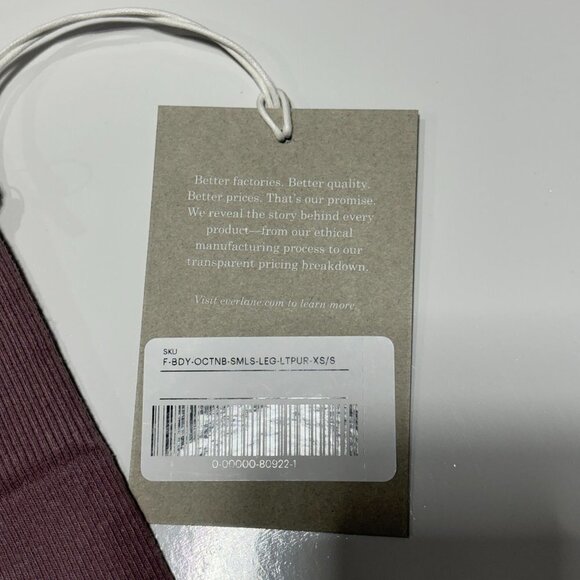 Better factories. Better quality.
Better prices. That's our promise.
We reveal the story behind every
product—from our ethical
manufacturing process to our
transparent pricing breakdown.
Visit everlane.com to learn more.
SKU
F-BDY-OCTNB-SMLS-LEG-LTPUR-XS/S
0-00000-80922-1